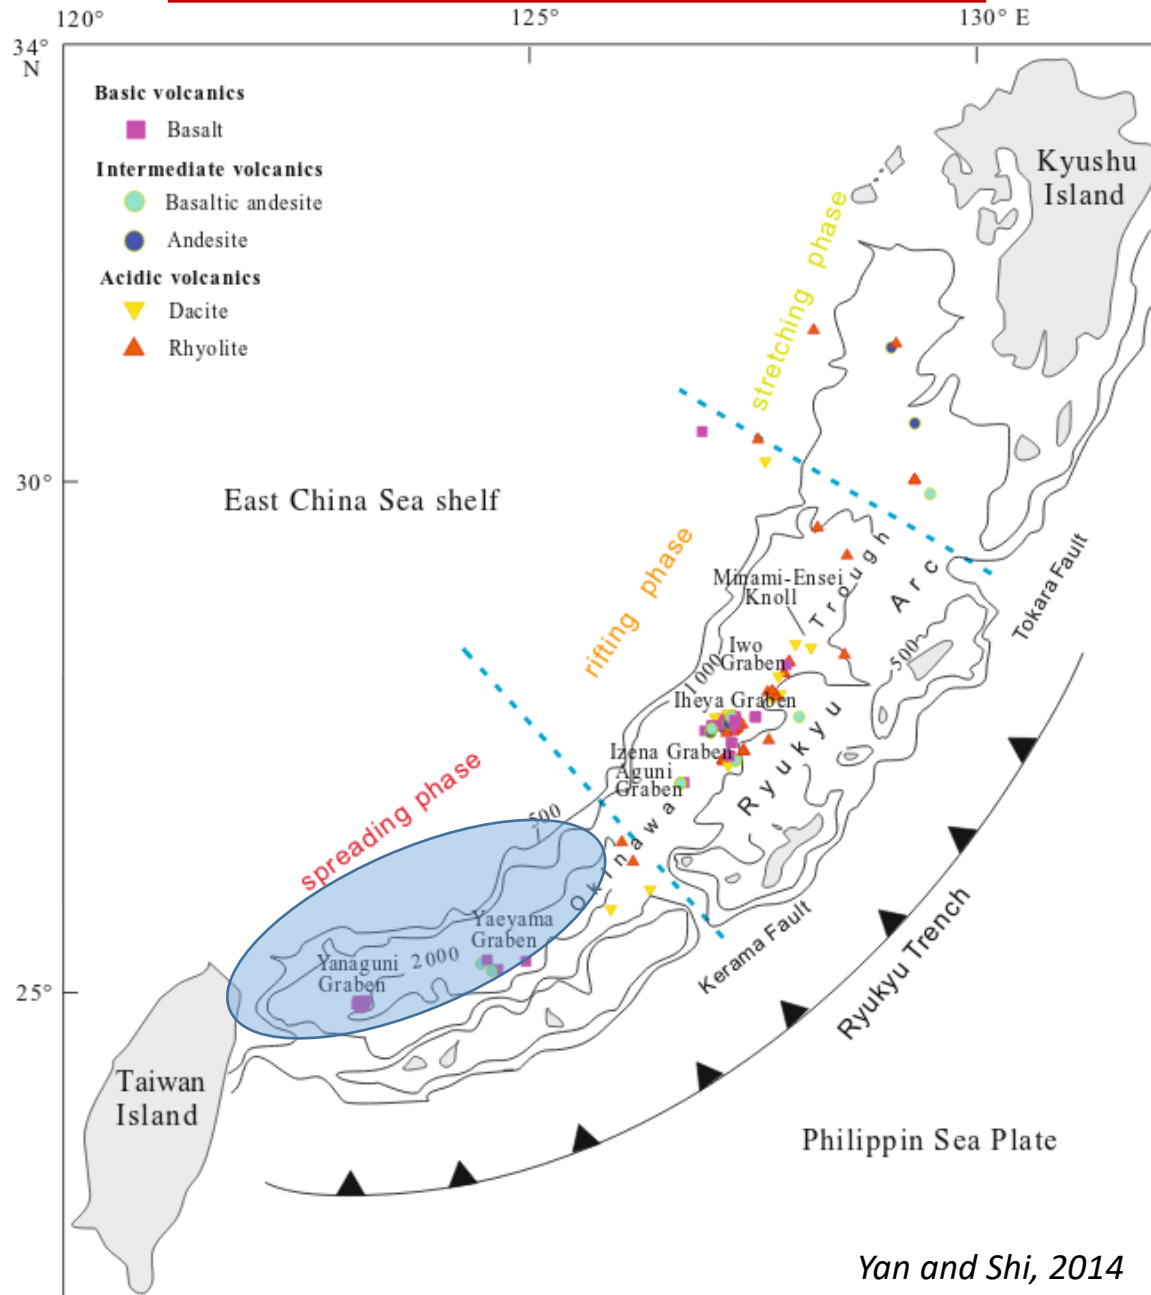 120°
125°
130° E
34°
N
Basic volcanics
Basalt
Intermediate volcanics
Basaltic andesite
Andesite
Acidic volcanics
Dacite
Rhyolite
Kyushu
Island
stretching phase
30°
East China Sea shelf
rifting phase
Minami-Ensei
Knoll
Trough
Arc
Tokara Fault
Iwo
Graben
500
1000
Iheya Graben
Izena Graben
Aguni
Graben
Ryukyu
spreading phase
500
Okinawa
Yaeyama
Graben
Yanaguni
Graben
2 000
Kerama Fault
Ryukyu Trench
25°
Taiwan
Island
Philippin Sea Plate
Yan and Shi, 2014